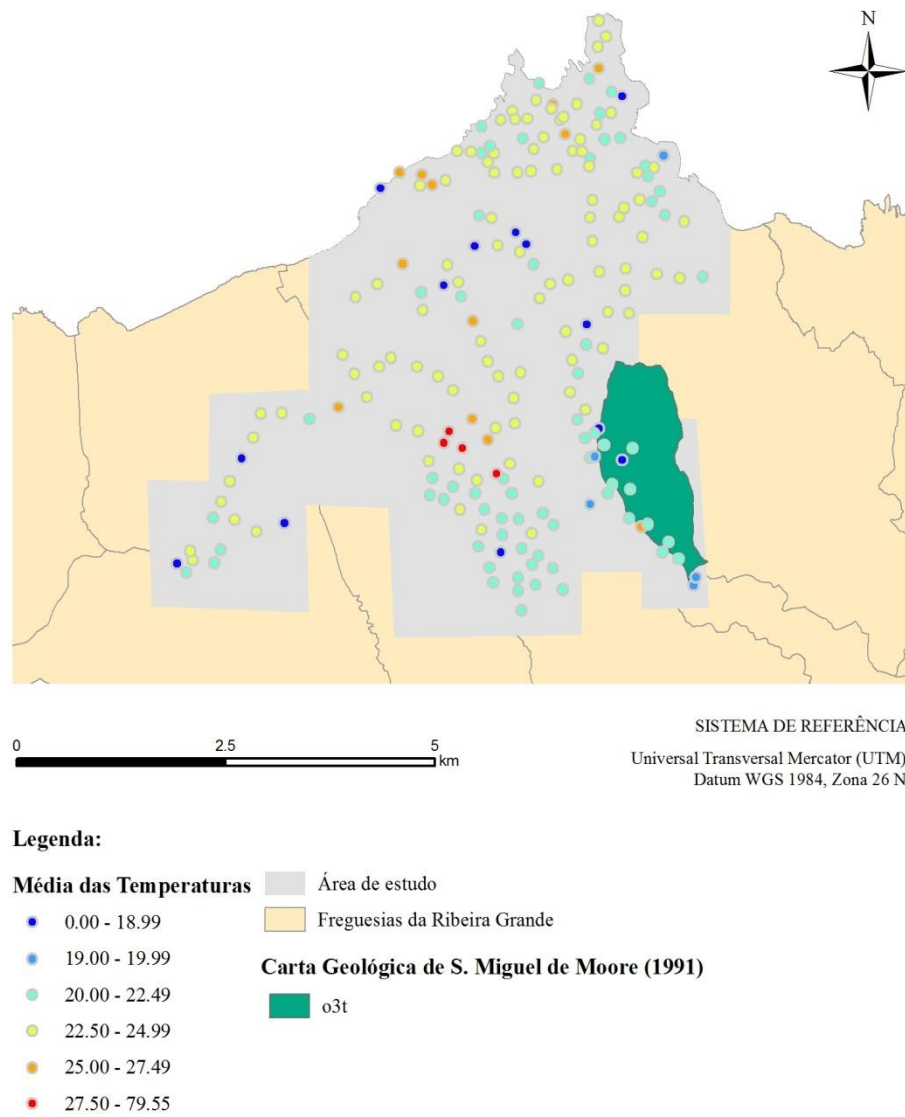 N
0 2.5 5
km
SISTEMA DE REFERÊNCIA
Universal Transversal Mercator (UTM)
Datum WGS 1984, Zona 26 N
Legenda:
Média das Temperaturas
0.00 - 18.99
19.00 - 19.99
20.00 - 22.49
22.50 - 24.99
25.00 - 27.49
27.50 - 79.55
Área de estudo
Freguesias da Ribeira Grande
Carta Geológica de S. Miguel de Moore (1991)
o3t